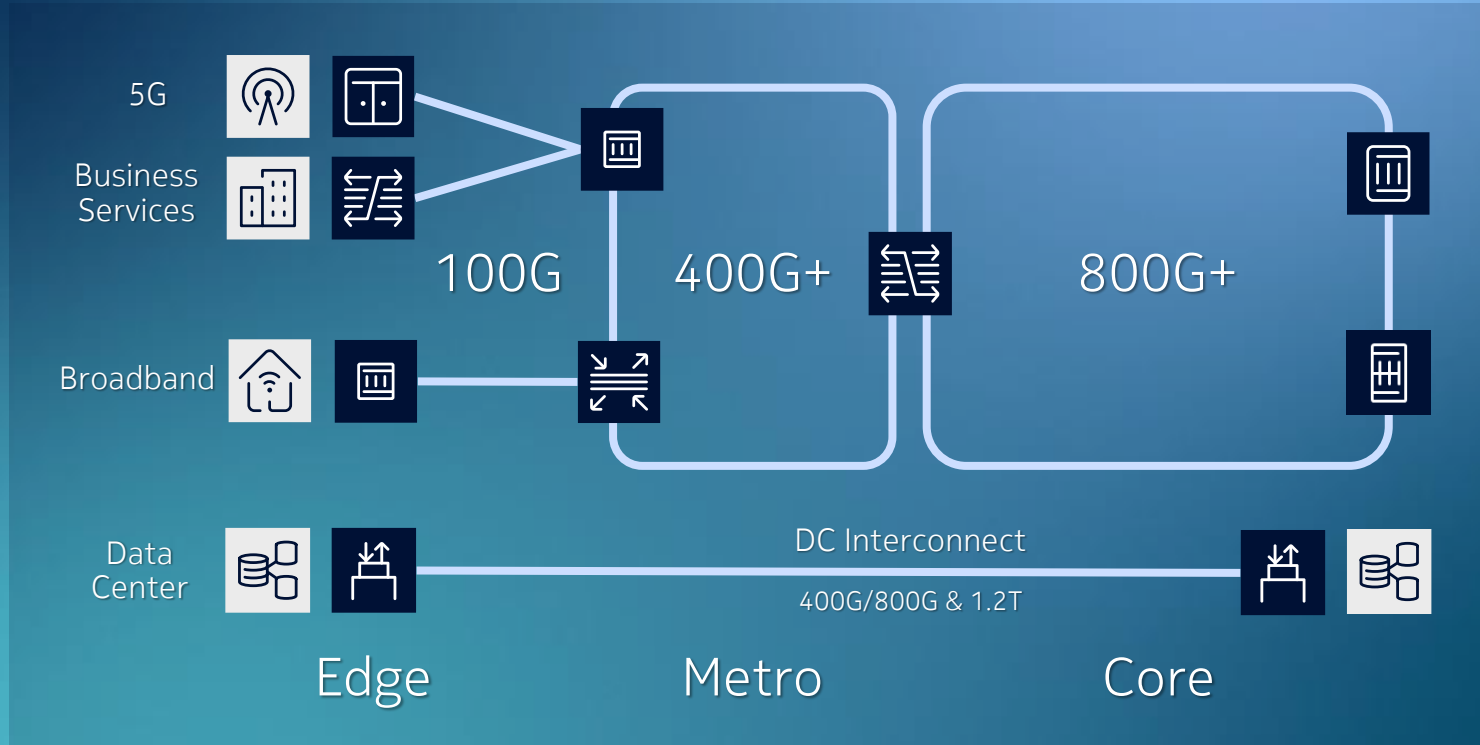 5G
Business
Services
100G
400G+
800G+
Broadband
Data
Center
DC Interconnect
400G/800G & 1.2T
Edge
Metro
Core